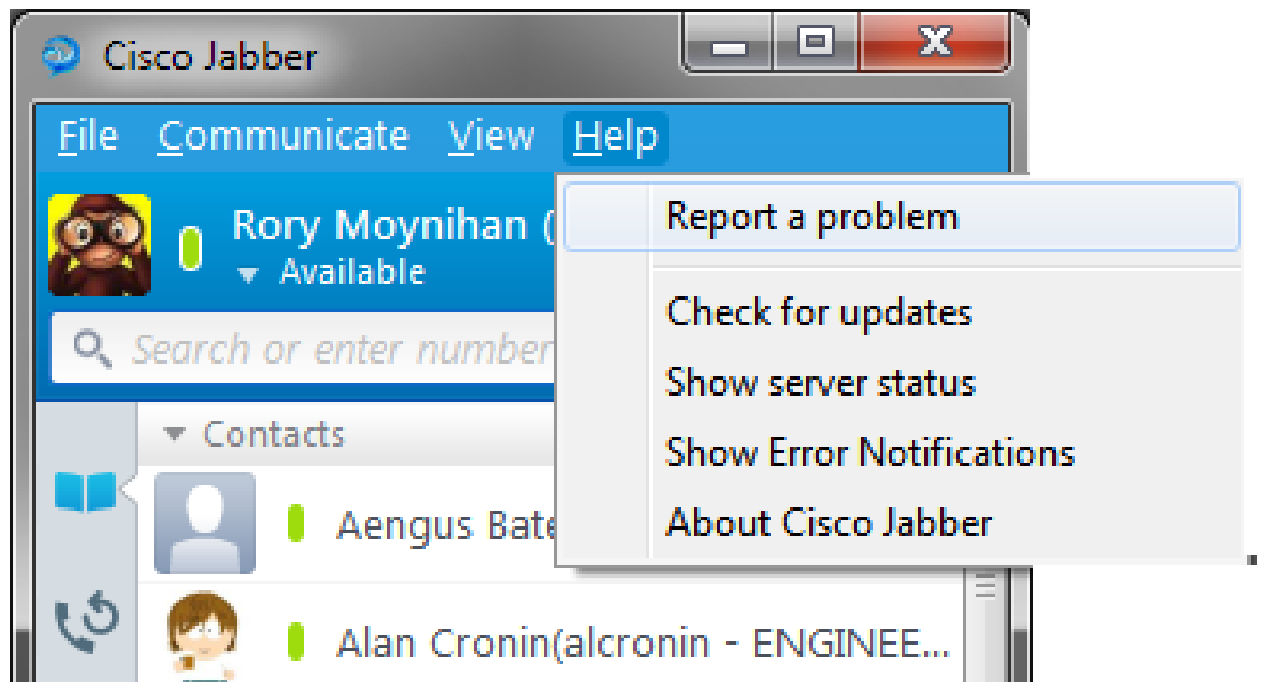 Cisco Jabber
File Communicate View Help
Rory Moynihan (
Available
Search or enter number
Report a problem
Check for updates
Show server status
Show Error Notifications
About Cisco Jabber
Contacts
Aengus Bate
Alan Cronin(alcronin - ENGINEE...